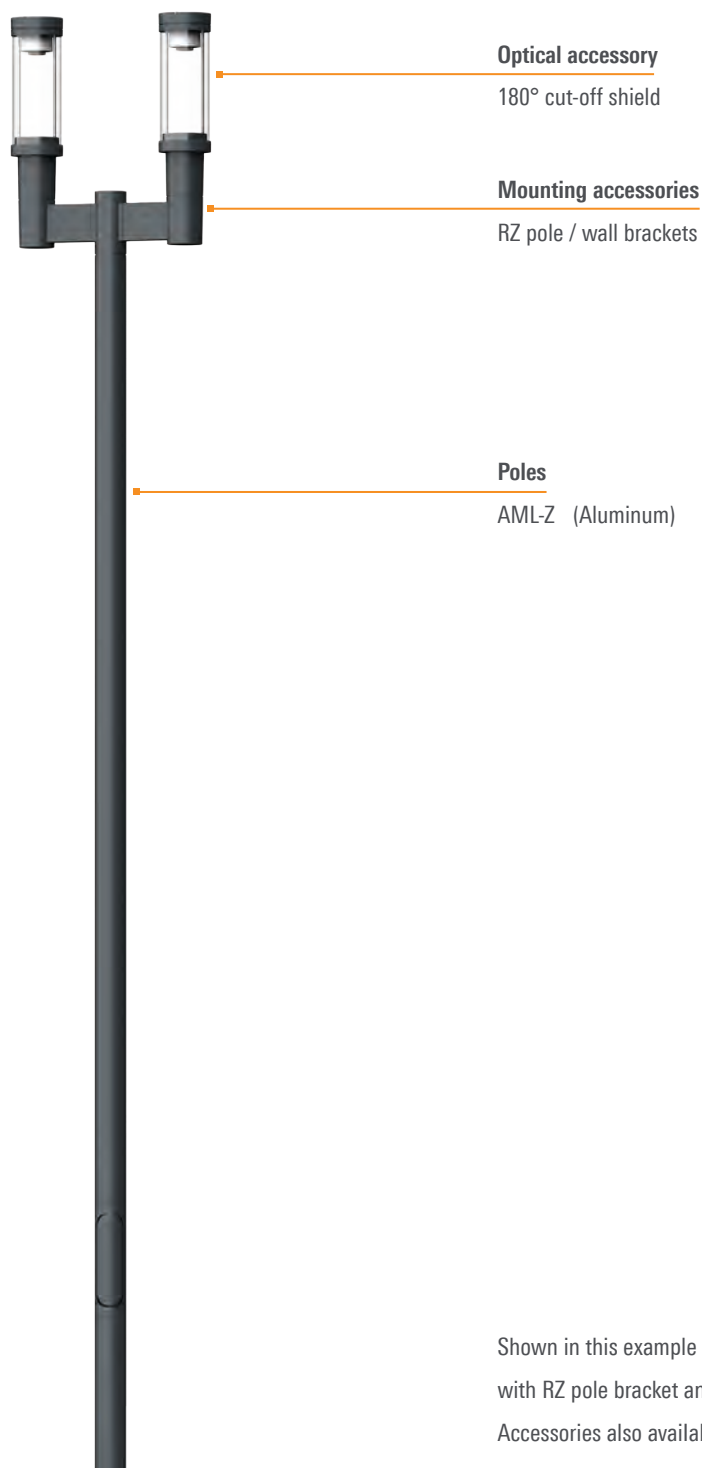 Optical accessory
180° cut-off shield
Mounting accessories
RZ pole / wall brackets
Poles
AML-Z (Aluminum)
Shown in this example
with RZ pole bracket
Accessories also